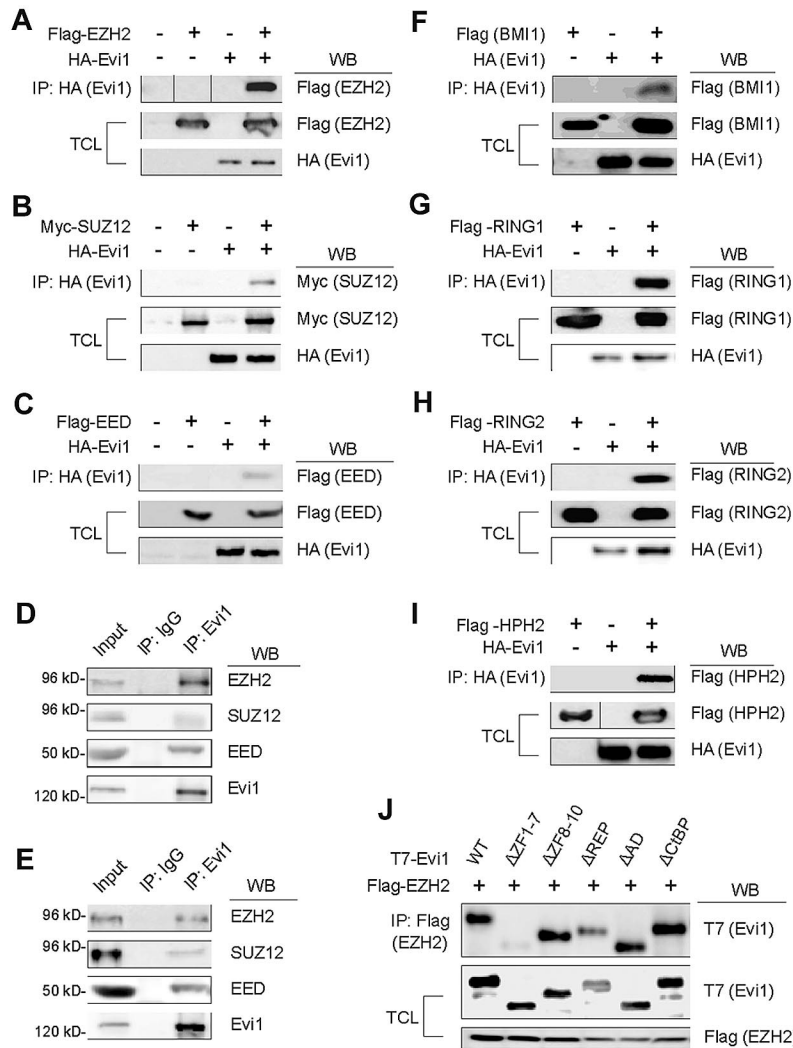 A
Flag-EZH2 - + - +
HA-Evi1 - - + + WB
IP: HA (Evi1) Flag (EZH2)
TCL Flag (EZH2)
HA (Evi1)
B
Myc-SUZ12 - + - +
HA-Evi1 - - + + WB
IP: HA (Evi1) Myc (SUZ12)
TCL Myc (SUZ12)
HA (Evi1)
C
Flag-EED - + - +
HA-Evi1 - - + + WB
IP: HA (Evi1) Flag (EED)
TCL Flag (EED)
HA (Evi1)
D
Input IP: IgG IP: Evi1 WB
96 kD- EZH2
96 kD- SUZ12
50 kD- EED
120 kD- Evi1
E
Input IP: IgG IP: Evi1 WB
96 kD- EZH2
96 kD- SUZ12
50 kD- EED
120 kD- Evi1
F
Flag (BMI1) + - +
HA (Evi1) - + + WB
IP: HA (Evi1) Flag (BMI1)
TCL Flag (BMI1)
HA (Evi1)
G
Flag -RING1 + - +
HA-Evi1 - + + WB
IP: HA (Evi1) Flag (RING1)
TCL Flag (RING1)
HA (Evi1)
H
Flag -RING2 + - +
HA-Evi1 - + + WB
IP: HA (Evi1) Flag (RING2)
TCL Flag (RING2)
HA (Evi1)
I
Flag -HPH2 + - +
HA-Evi1 - + + WB
IP: HA (Evi1) Flag (HPH2)
TCL Flag (HPH2)
HA (Evi1)
J
T7-Evi1 WT ΔZF1-7 ΔZF8-10 ΔREP ΔAD ΔCtBP
Flag-EZH2 + + + + + + WB
IP: Flag
(EZH2) T7 (Evi1)
T7 (Evi1)
TCL
Flag (EZH2